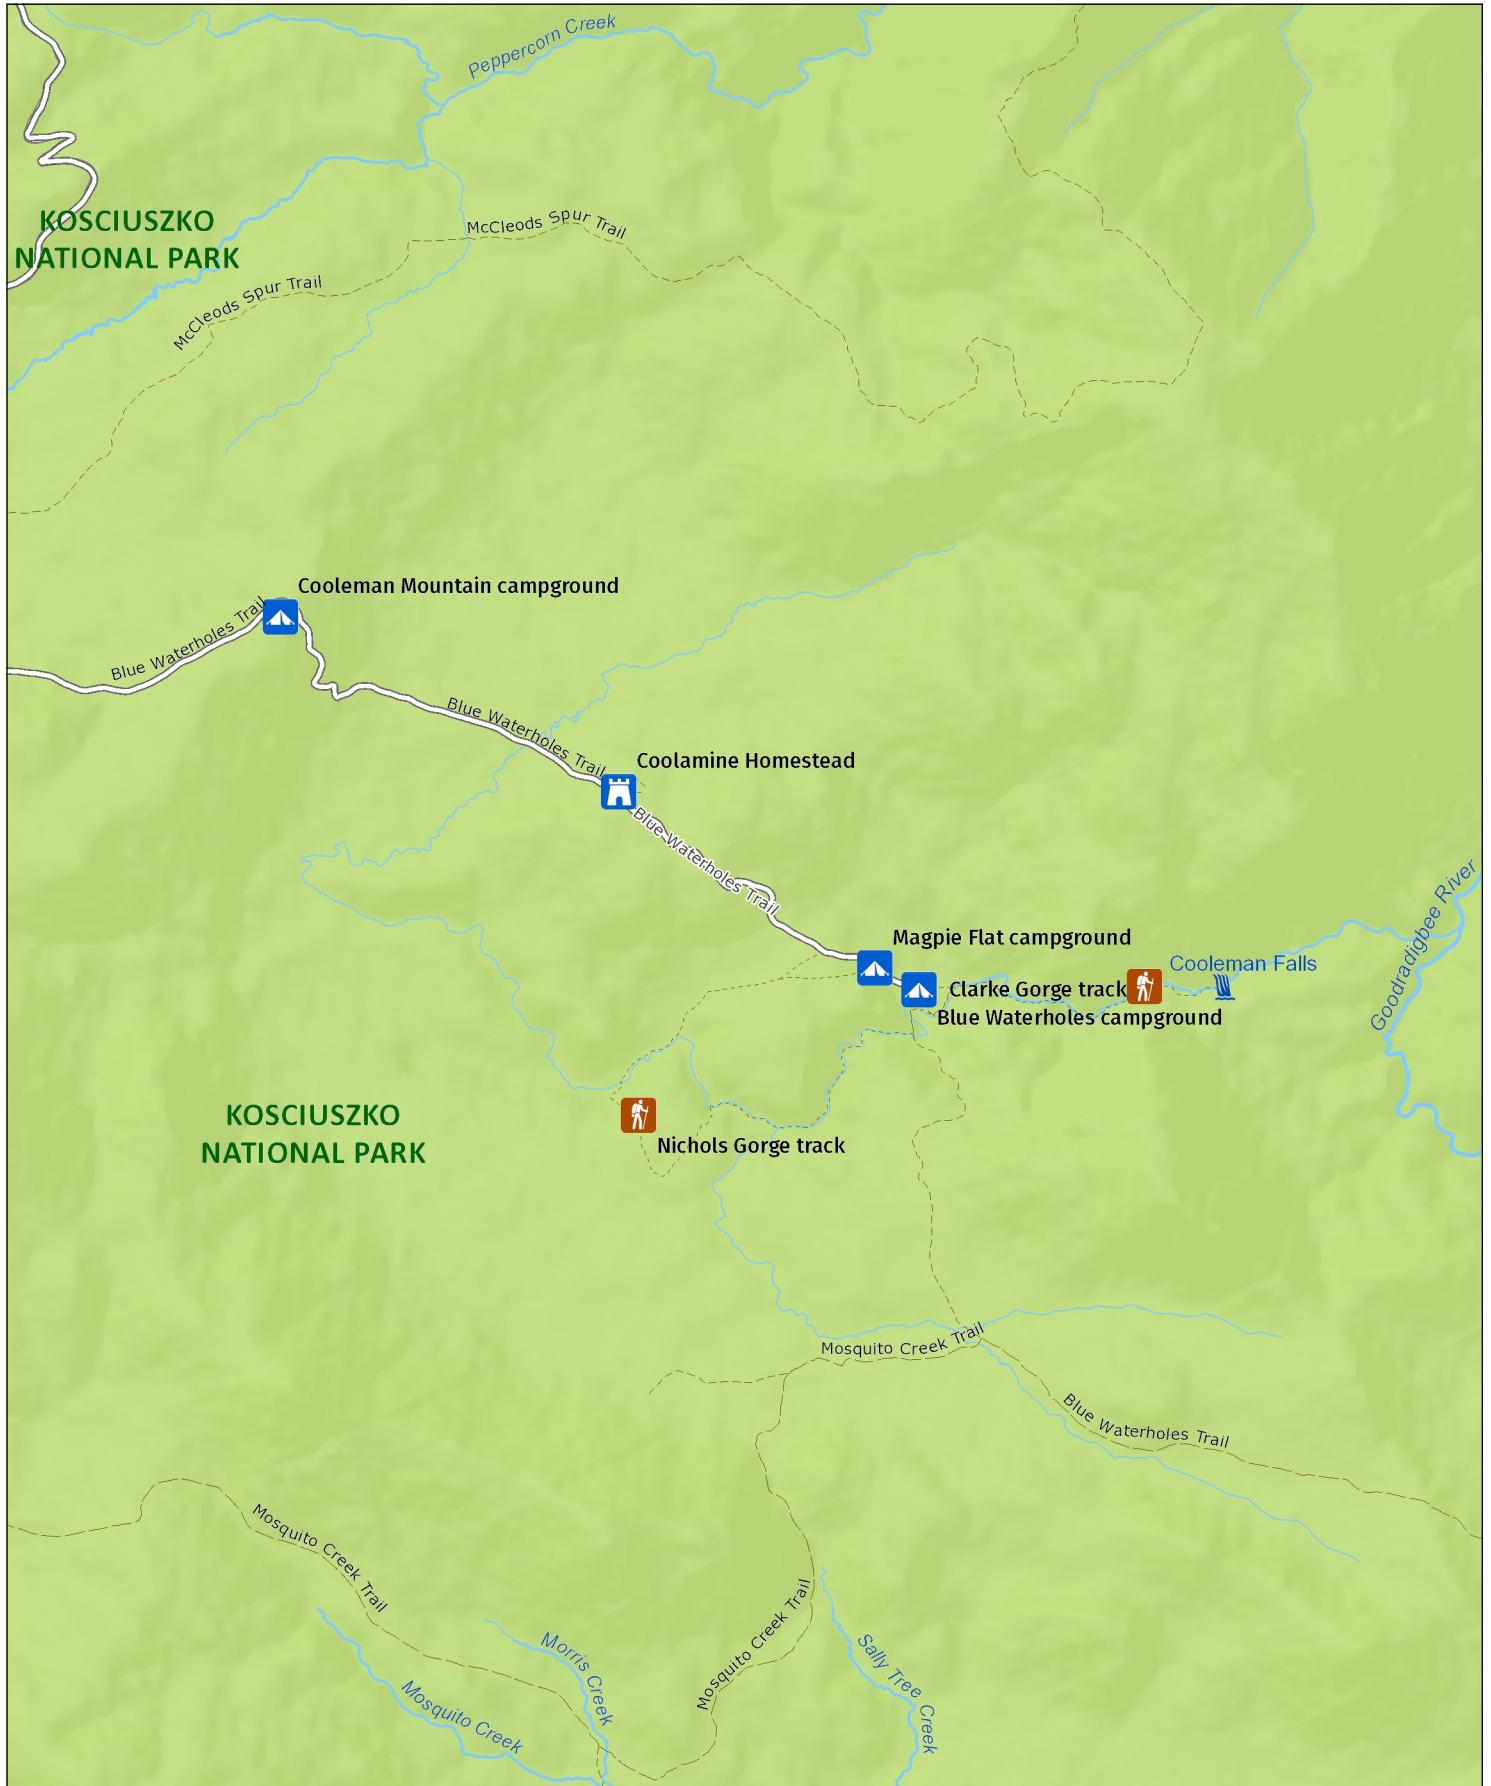 Peppercorn Creek
KOSCIUSZKO
NATIONAL PARK
McCleods Spur Trail
McCleods Spur Trail
Cooleman Mountain campground
Blue Waterholes Trail
Blue Waterholes Trail
Coolamine Homestead
Blue Waterholes Trail
Goodradigbee River
Magpie Flat campground
Cooleman Falls
Clarke Gorge track
Blue Waterholes campground
KOSCIUSZKO
NATIONAL PARK
Nichols Gorge track
Mosquito Creek Trail
Blue Waterholes Trail
Mosquito Creek Trail
Mosquito Creek Trail
Morris Creek
Sally Tree Creek
Mosquito Creek